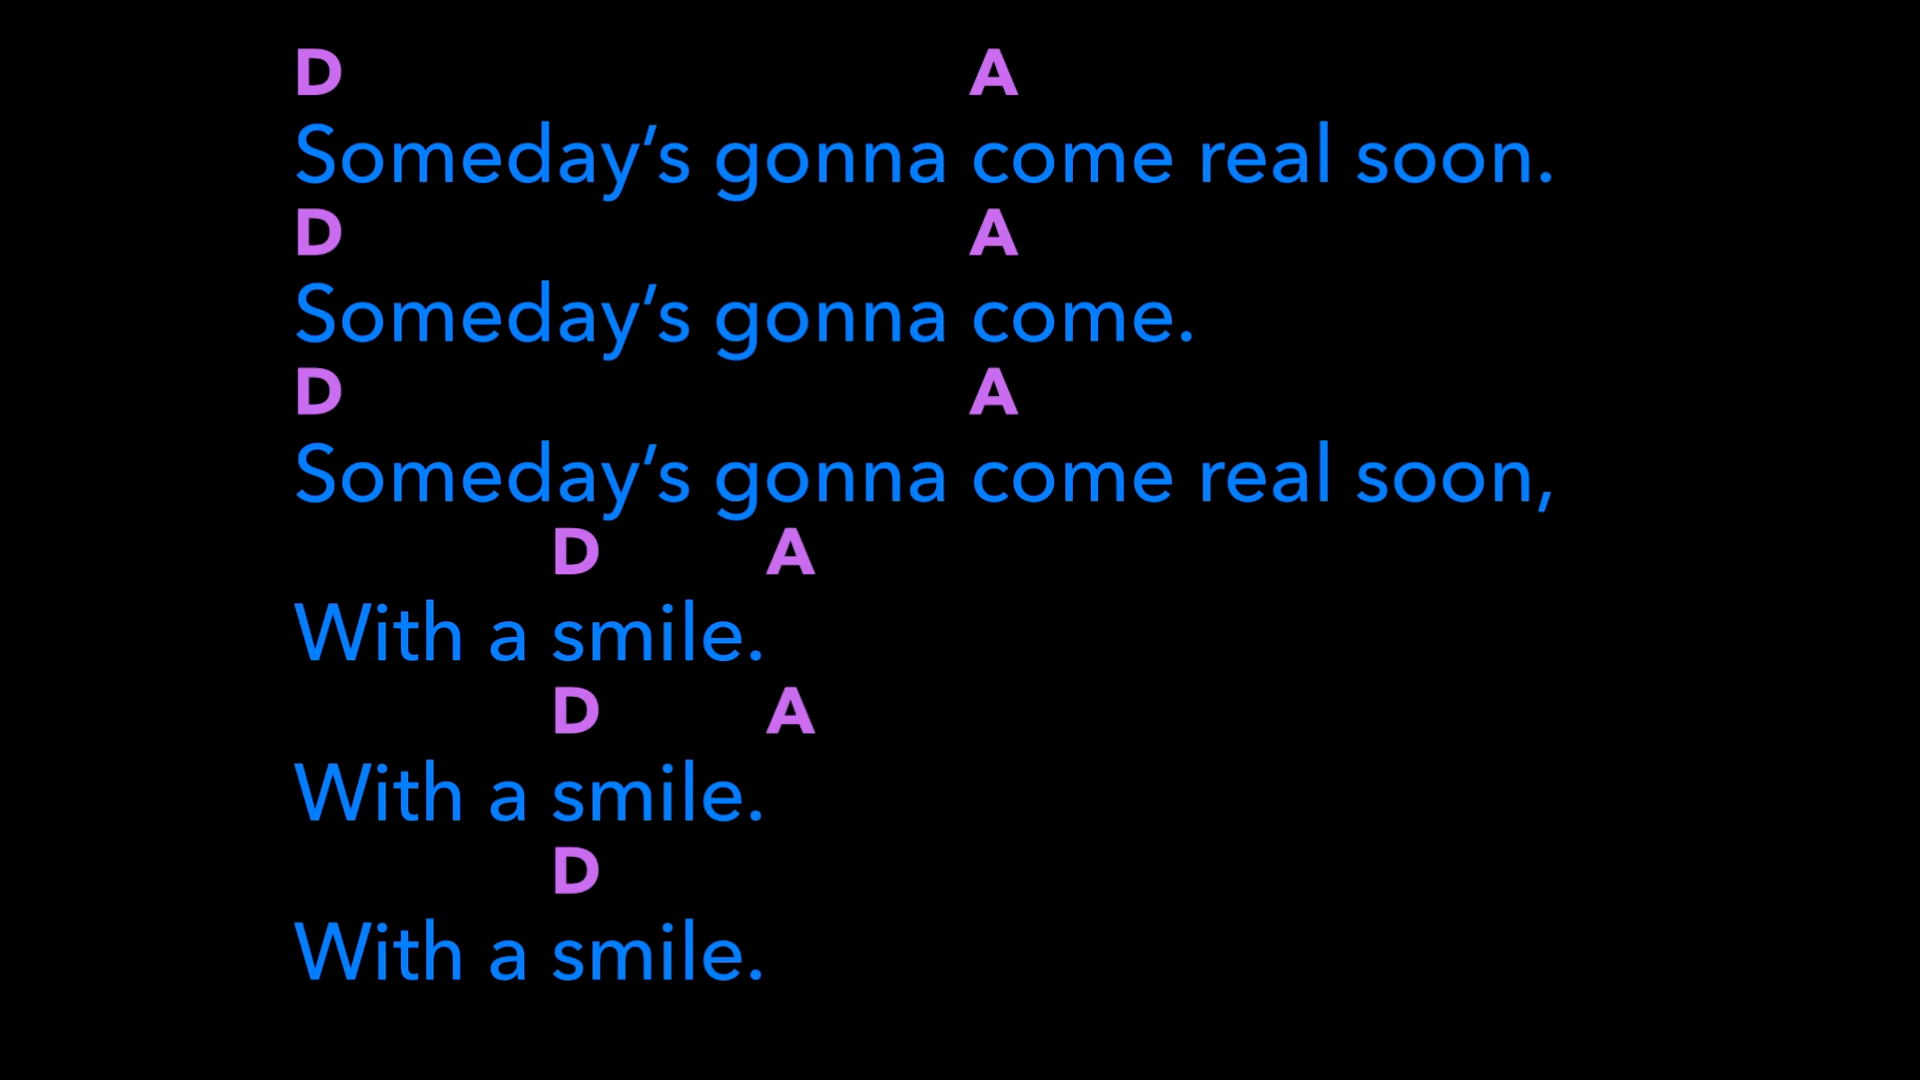 D A
Someday’s gonna come real soon.
D A
Someday’s gonna come.
D A
Someday’s gonna come real soon,
D A
With a smile.
D A
With a smile.
D
With a smile.